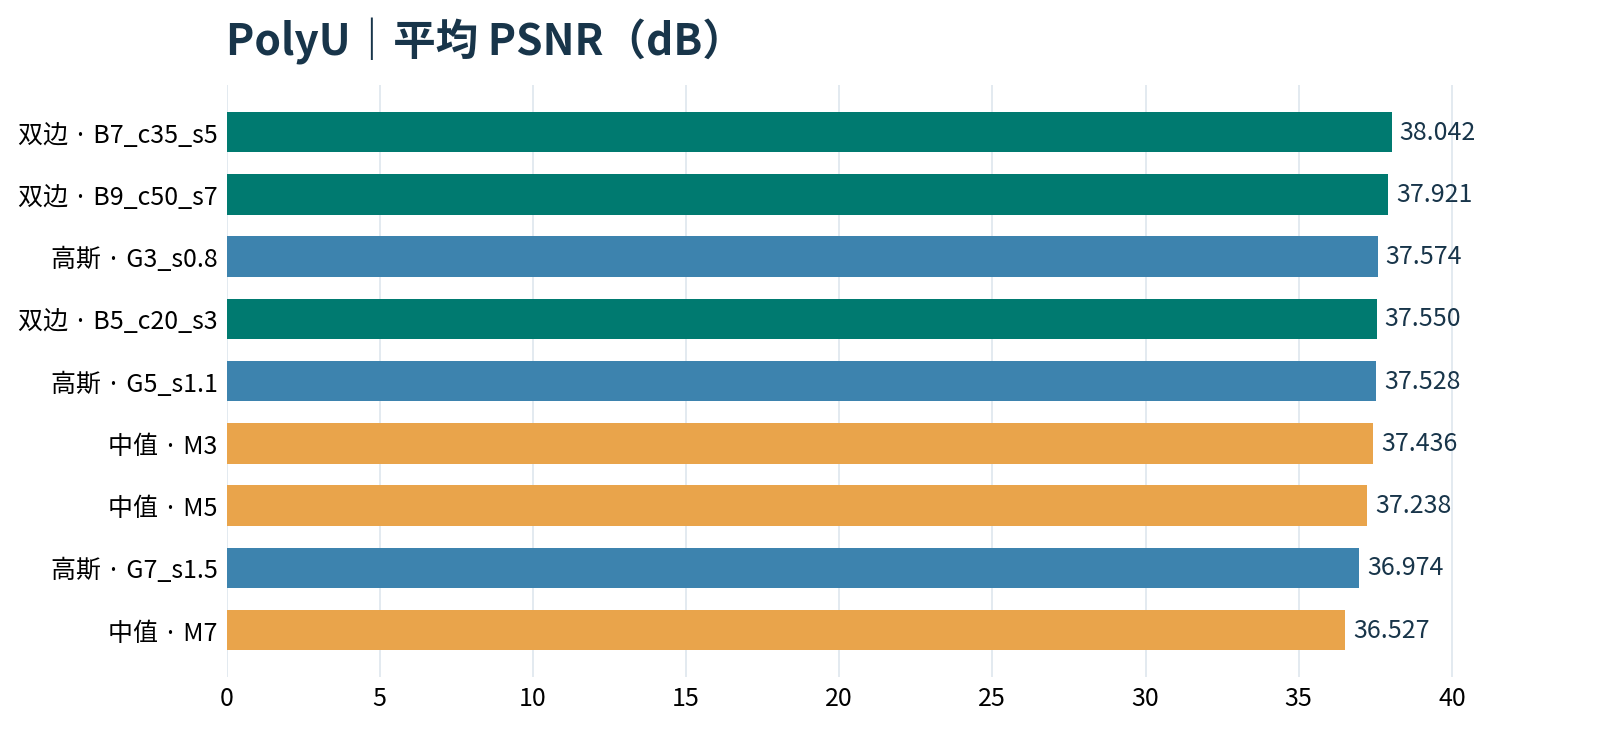 PolyU｜平均 PSNR（dB）
双边 · B7_c35_s5 38.042
双边 · B9_c50_s7 37.921
高斯 · G3_s0.8 37.574
双边 · B5_c20_s3 37.550
高斯 · G5_s1.1 37.528
中值 · M3 37.436
中值 · M5 37.238
高斯 · G7_s1.5 36.974
中值 · M7 36.527
0 5 10 15 20 25 30 35 40